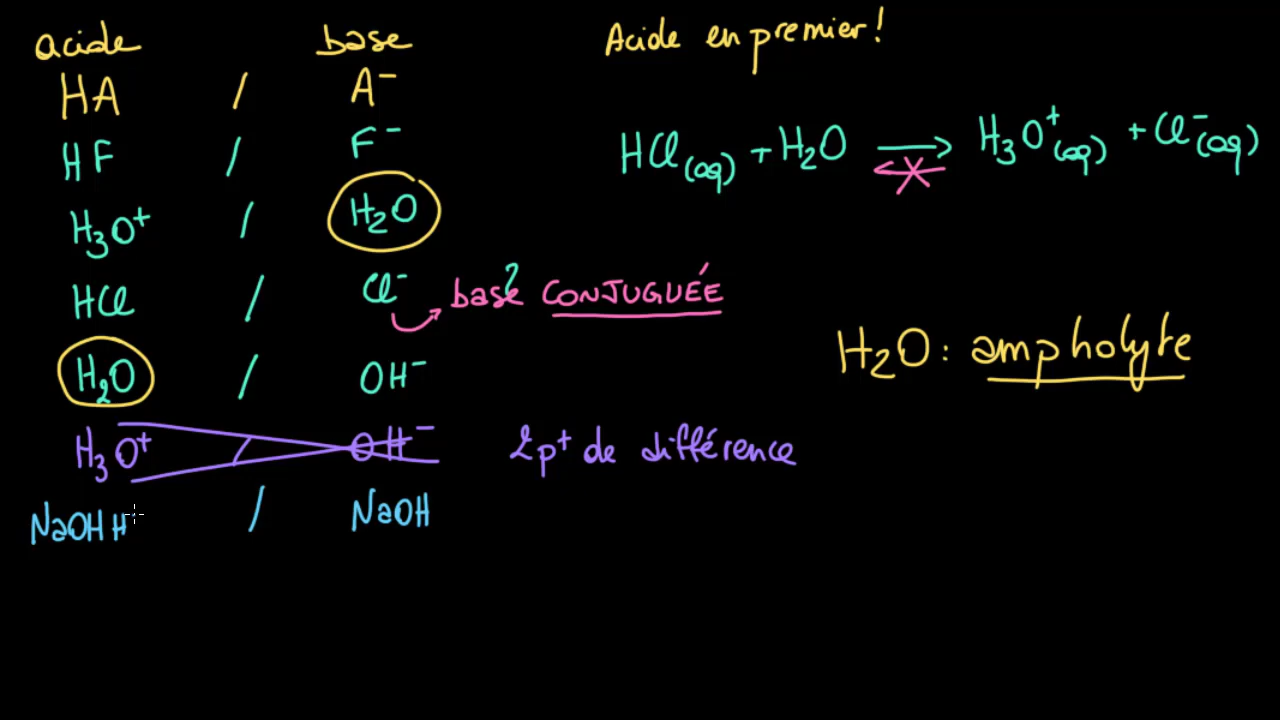 acide base
HA / A⁻
HF / F⁻
H₃O⁺ / H₂O
HCl / Cl⁻
? base CONJUGUÉE
H₂O / OH⁻
H₃O⁺ / OH⁻ 2p⁺ de différence
NaOHH / NaOH
Acide en premier!
HCl(aq) + H₂O → H₃O⁺(aq) + Cl⁻(aq)
H₂O : ampholyte